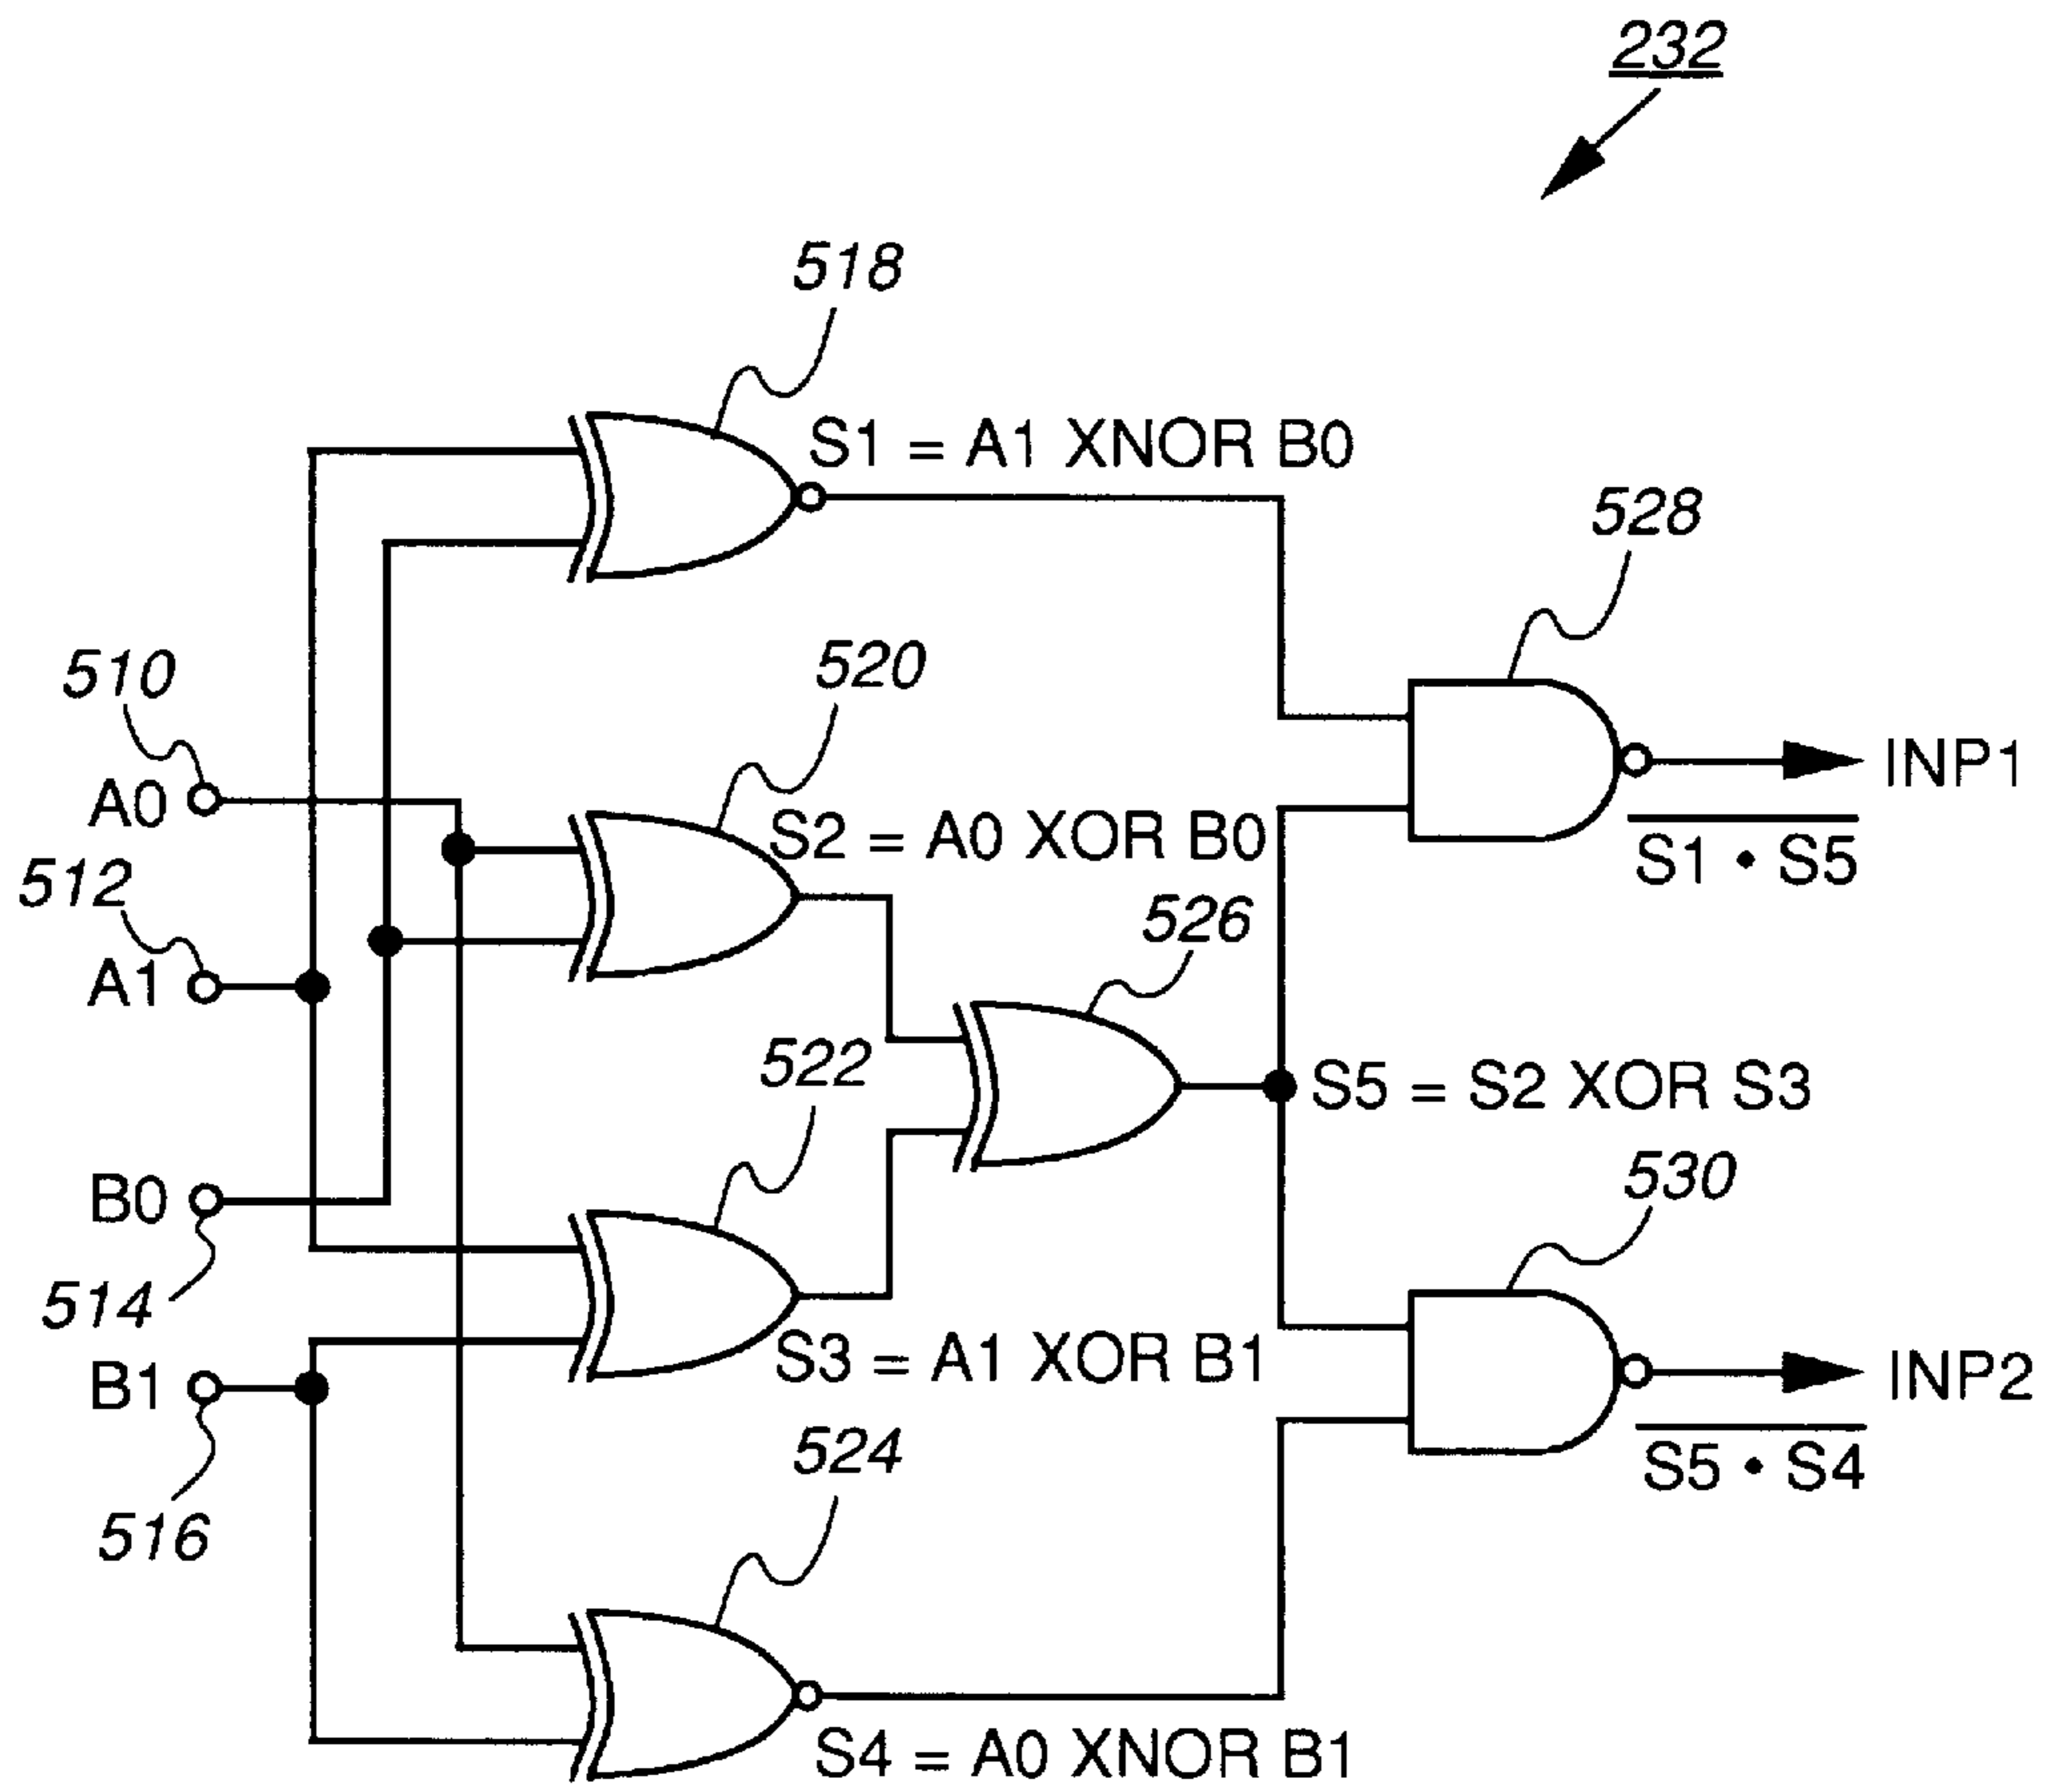 232
518
S1 = A1 XNOR B0
528
510
520
A0
S2 = A0 XOR B0
INP1
S1 • S5
512
526
A1
522
S5 = S2 XOR S3
B0
530
514
S3 = A1 XOR B1
B1
INP2
S5 • S4
524
516
S4 = A0 XNOR B1